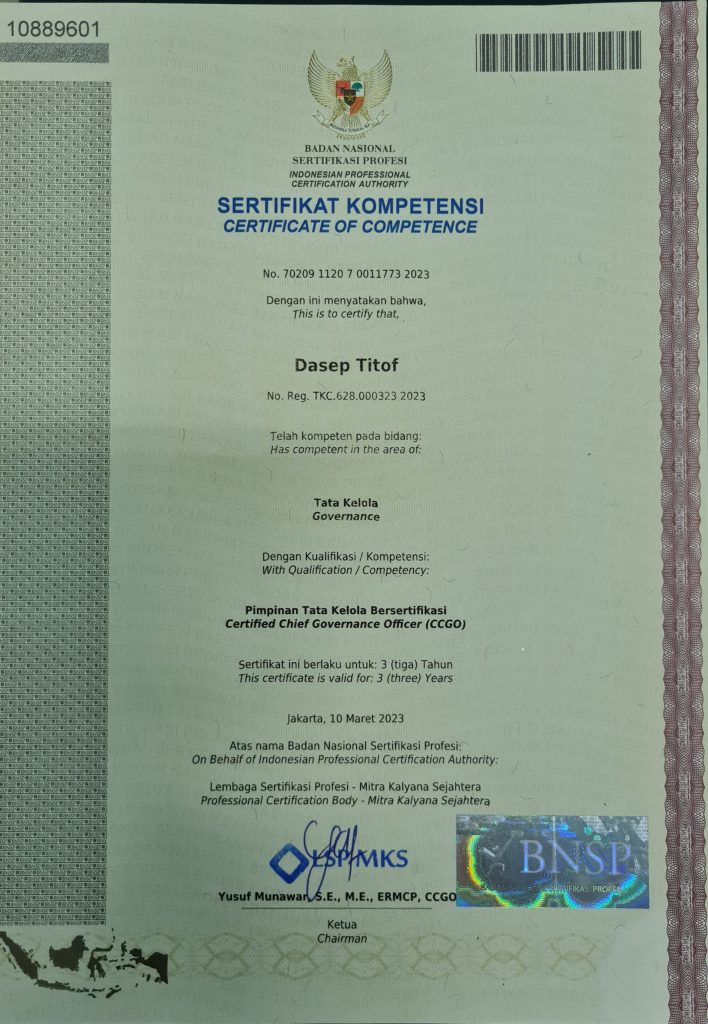 10889601
BADAN NASIONAL
SERTIFIKASI PROFESI
INDONESIAN PROFESSIONAL
CERTIFICATION AUTHORITY
SERTIFIKAT KOMPETENSI
CERTIFICATE OF COMPETENCE
No. 70209 1120 7 0011773 2023
Dengan ini menyatakan bahwa,
This is to certify that,
Dasep Titof
No. Reg. TKC.628.000323 2023
Telah kompeten pada bidang:
Has competent in the area of:
Tata Kelola
Governance
Dengan Kualifikasi / Kompetensi:
With Qualification / Competency:
Pimpinan Tata Kelola Bersertifikasi
Certified Chief Governance Officer (CCGO)
Sertifikat ini berlaku untuk: 3 (tiga) Tahun
This certificate is valid for: 3 (three) Years
Jakarta, 10 Maret 2023
Atas nama Badan Nasional Sertifikasi Profesi:
On Behalf of Indonesian Professional Certification Authority:
Lembaga Sertifikasi Profesi - Mitra Kalyana Sejahtera
Professional Certification Body - Mitra Kalyana Sejahtera
LSP MKS
BNSP
Yusuf Munawar, S.E., M.E., ERMCP, CCGO
Ketua
Chairman